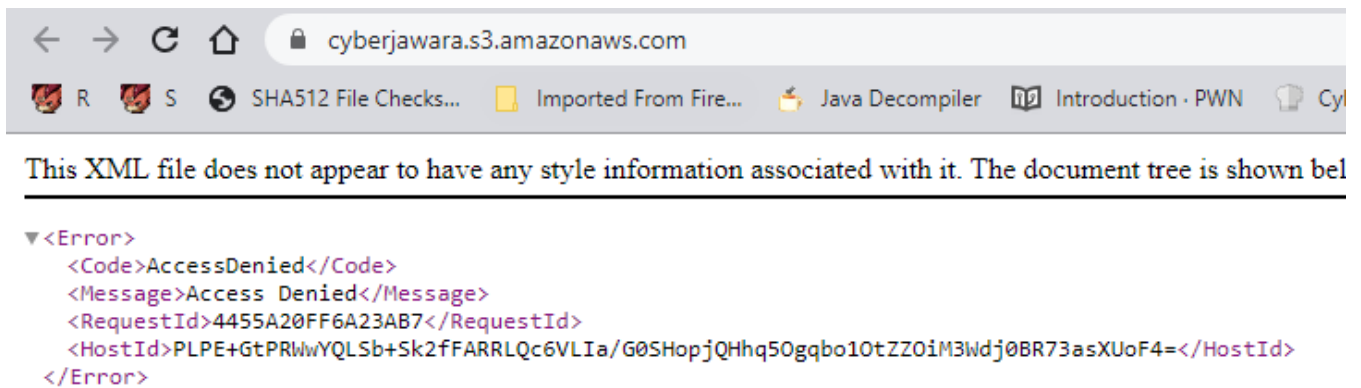 cyberjawara.s3.amazonaws.com
R S SHA512 File Checks... Imported From Fire... Java Decompiler Introduction · PWN Cyl
This XML file does not appear to have any style information associated with it. The document tree is shown bel
<Error>
<Code>AccessDenied</Code>
<Message>Access Denied</Message>
<RequestId>4455A20FF6A23AB7</RequestId>
<HostId>PLPE+GtPRWwYQLSb+Sk2fFARRLQc6VLIa/G0SHopjQHhq5Ogqbo1OtZZOiM3Wdj0BR73asXUoF4=</HostId>
</Error>